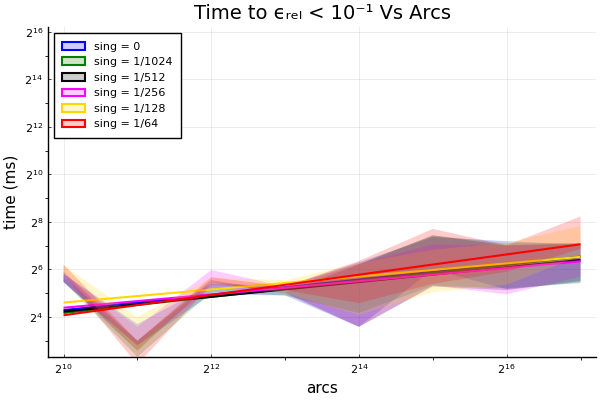 Time to ϵᵣₑₗ < 10⁻¹ Vs Arcs
2¹⁶
2¹⁴
2¹²
2¹⁰
2⁸
2⁶
2⁴
time (ms)
sing = 0
sing = 1/1024
sing = 1/512
sing = 1/256
sing = 1/128
sing = 1/64
2¹⁰ 2¹² 2¹⁴ 2¹⁶
arcs